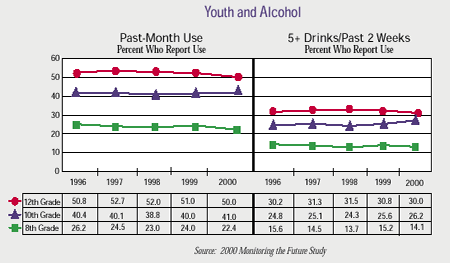 Youth and Alcohol
Past-Month Use 5+ Drinks/Past 2 Weeks
Percent Who Report Use Percent Who Report Use
60
50
40
30
20
10
0
1996 1997 1998 1999 2000 1996 1997 1998 1999 2000
12th Grade 50.8 52.7 52.0 51.0 50.0 30.2 31.3 31.5 30.8 30.0
10th Grade 40.4 40.1 38.8 40.0 41.0 24.8 25.1 24.3 25.6 26.2
8th Grade 26.2 24.5 23.0 24.0 22.4 15.6 14.5 13.7 15.2 14.1
Source: 2000 Monitoring the Future Study